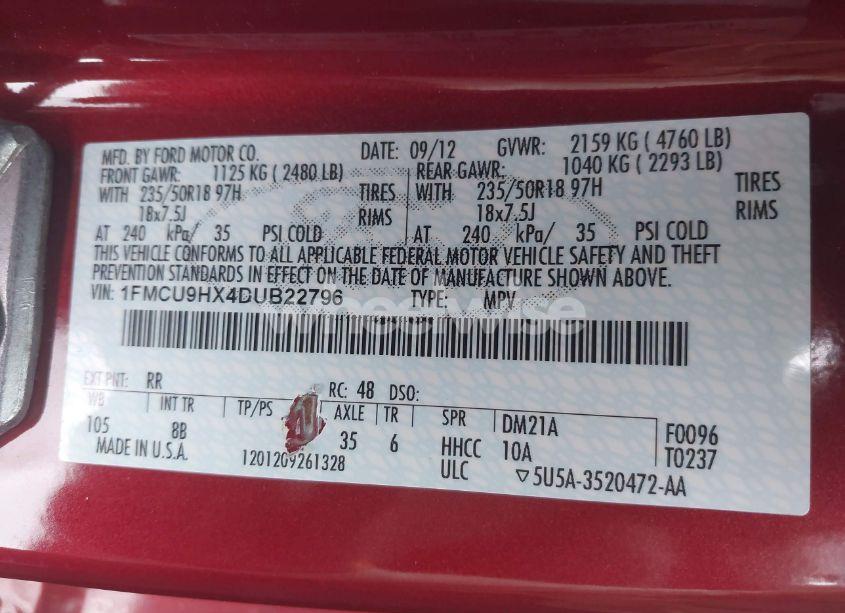 MFD. BY FORD MOTOR CO. DATE: 09/12 GVWR: 2159 KG ( 4760 LB)
FRONT GAWR: 1125 KG ( 2480 LB) REAR GAWR: 1040 KG ( 2293 LB)
WITH 235/50R18 97H TIRES WITH 235/50R18 97H TIRES
18x7.5J RIMS 18x7.5J RIMS
AT 240 kPa/ 35 PSI COLD AT 240 kPa/ 35 PSI COLD
THIS VEHICLE CONFORMS TO ALL APPLICABLE FEDERAL MOTOR VEHICLE SAFETY AND THEFT
PREVENTION STANDARDS IN EFFECT ON THE DATE OF MANUFACTURE SHOWN ABOVE.
VIN: 1FMCU9HX4DUB22796 TYPE: MPV
wheelwise
EXT PNT: RR RC: 48 DSO:
WB INT TR TP/PS AXLE TR SPR DM21A F0096
105 8B 35 6 HHCC 10A T0237
MADE IN U.S.A. 1201209261328 ULC ▽5U5A-3520472-AA